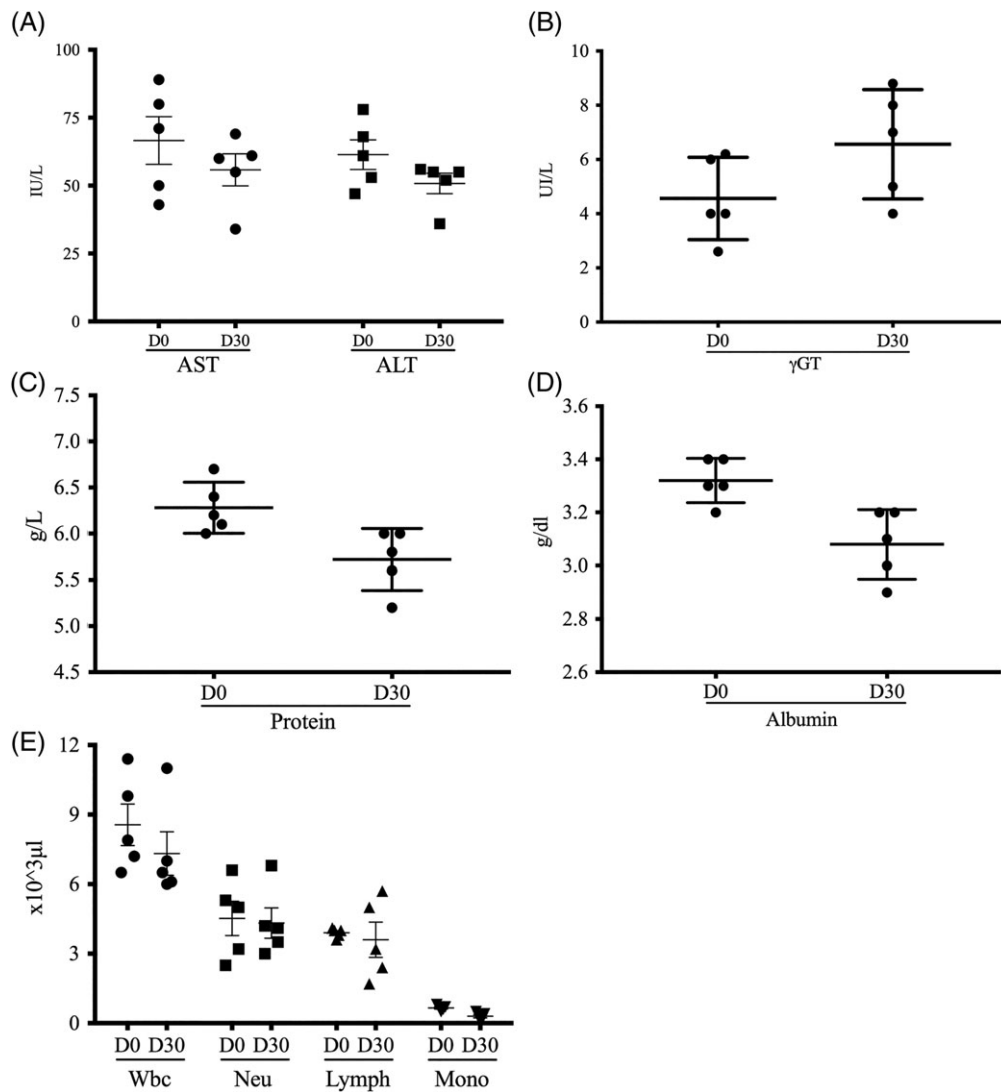 (A)
100
75
50
25
0
IU/L
D0 D30 D0 D30
AST ALT
(B)
10
8
6
4
2
0
UI/L
D0 D30
γGT
(C)
7.5
7.0
6.5
6.0
5.5
5.0
4.5
g/L
D0 D30
Protein
(D)
3.6
3.4
3.2
3.0
2.8
2.6
g/dl
D0 D30
Albumin
(E)
12
9
6
3
0
x10^3µl
D0 D30 D0 D30 D0 D30 D0 D30
Wbc Neu Lymph Mono